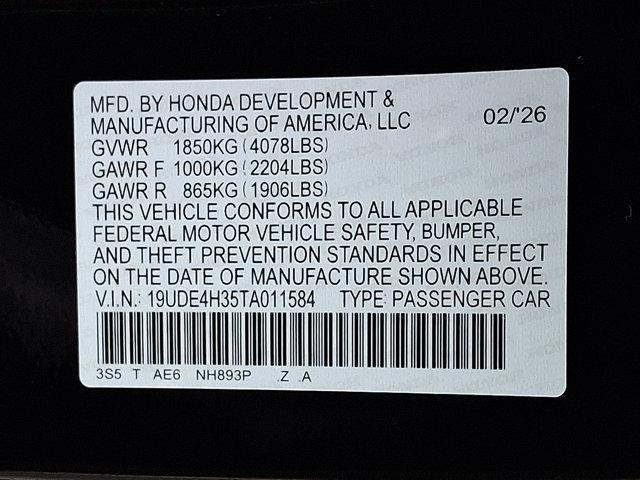 MFD. BY HONDA DEVELOPMENT &
MANUFACTURING OF AMERICA, LLC 02/'26
GVWR 1850KG (4078LBS)
GAWR F 1000KG (2204LBS)
GAWR R 865KG (1906LBS)
THIS VEHICLE CONFORMS TO ALL APPLICABLE
FEDERAL MOTOR VEHICLE SAFETY, BUMPER,
AND THEFT PREVENTION STANDARDS IN EFFECT
ON THE DATE OF MANUFACTURE SHOWN ABOVE.
V.I.N.: 19UDE4H35TA011584 TYPE: PASSENGER CAR
3S5 T AE6 NH893P .Z .A